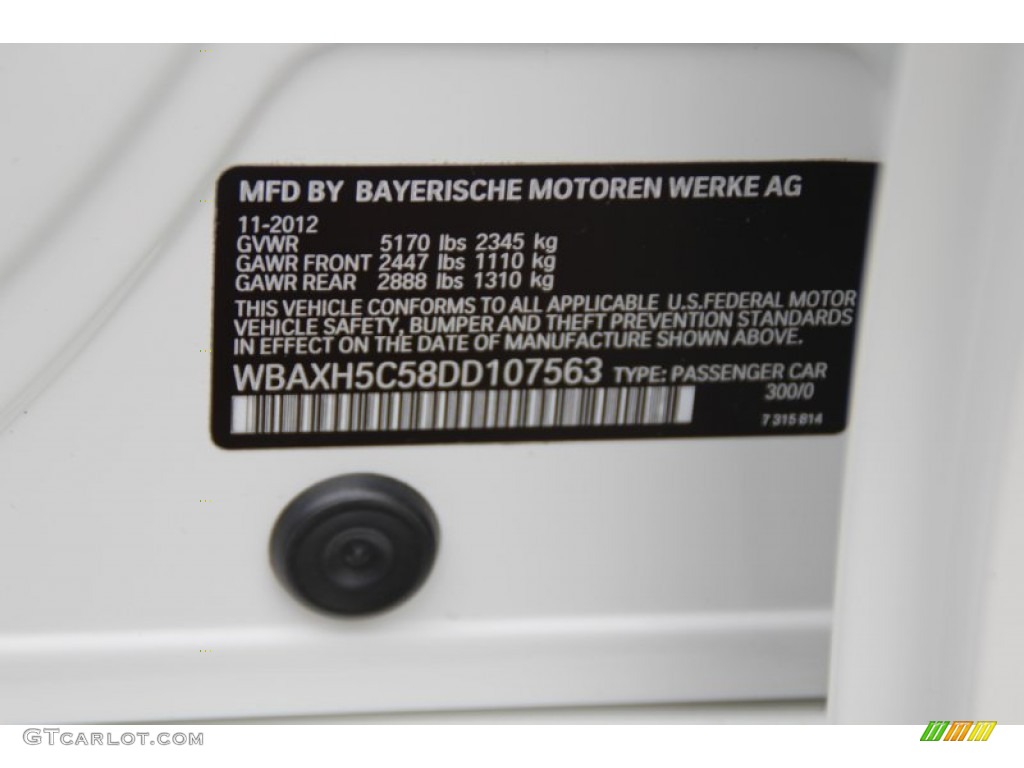 MFD BY BAYERISCHE MOTOREN WERKE AG
11-2012
GVWR 5170 lbs 2345 kg
GAWR FRONT 2447 lbs 1110 kg
GAWR REAR 2888 lbs 1310 kg
THIS VEHICLE CONFORMS TO ALL APPLICABLE U.S.FEDERAL MOTOR
VEHICLE SAFETY, BUMPER AND THEFT PREVENTION STANDARDS
IN EFFECT ON THE DATE OF MANUFACTURE SHOWN ABOVE.
WBAXH5C58DD107563 TYPE: PASSENGER CAR
300/0
7 315 814
GTCARLOT.COM